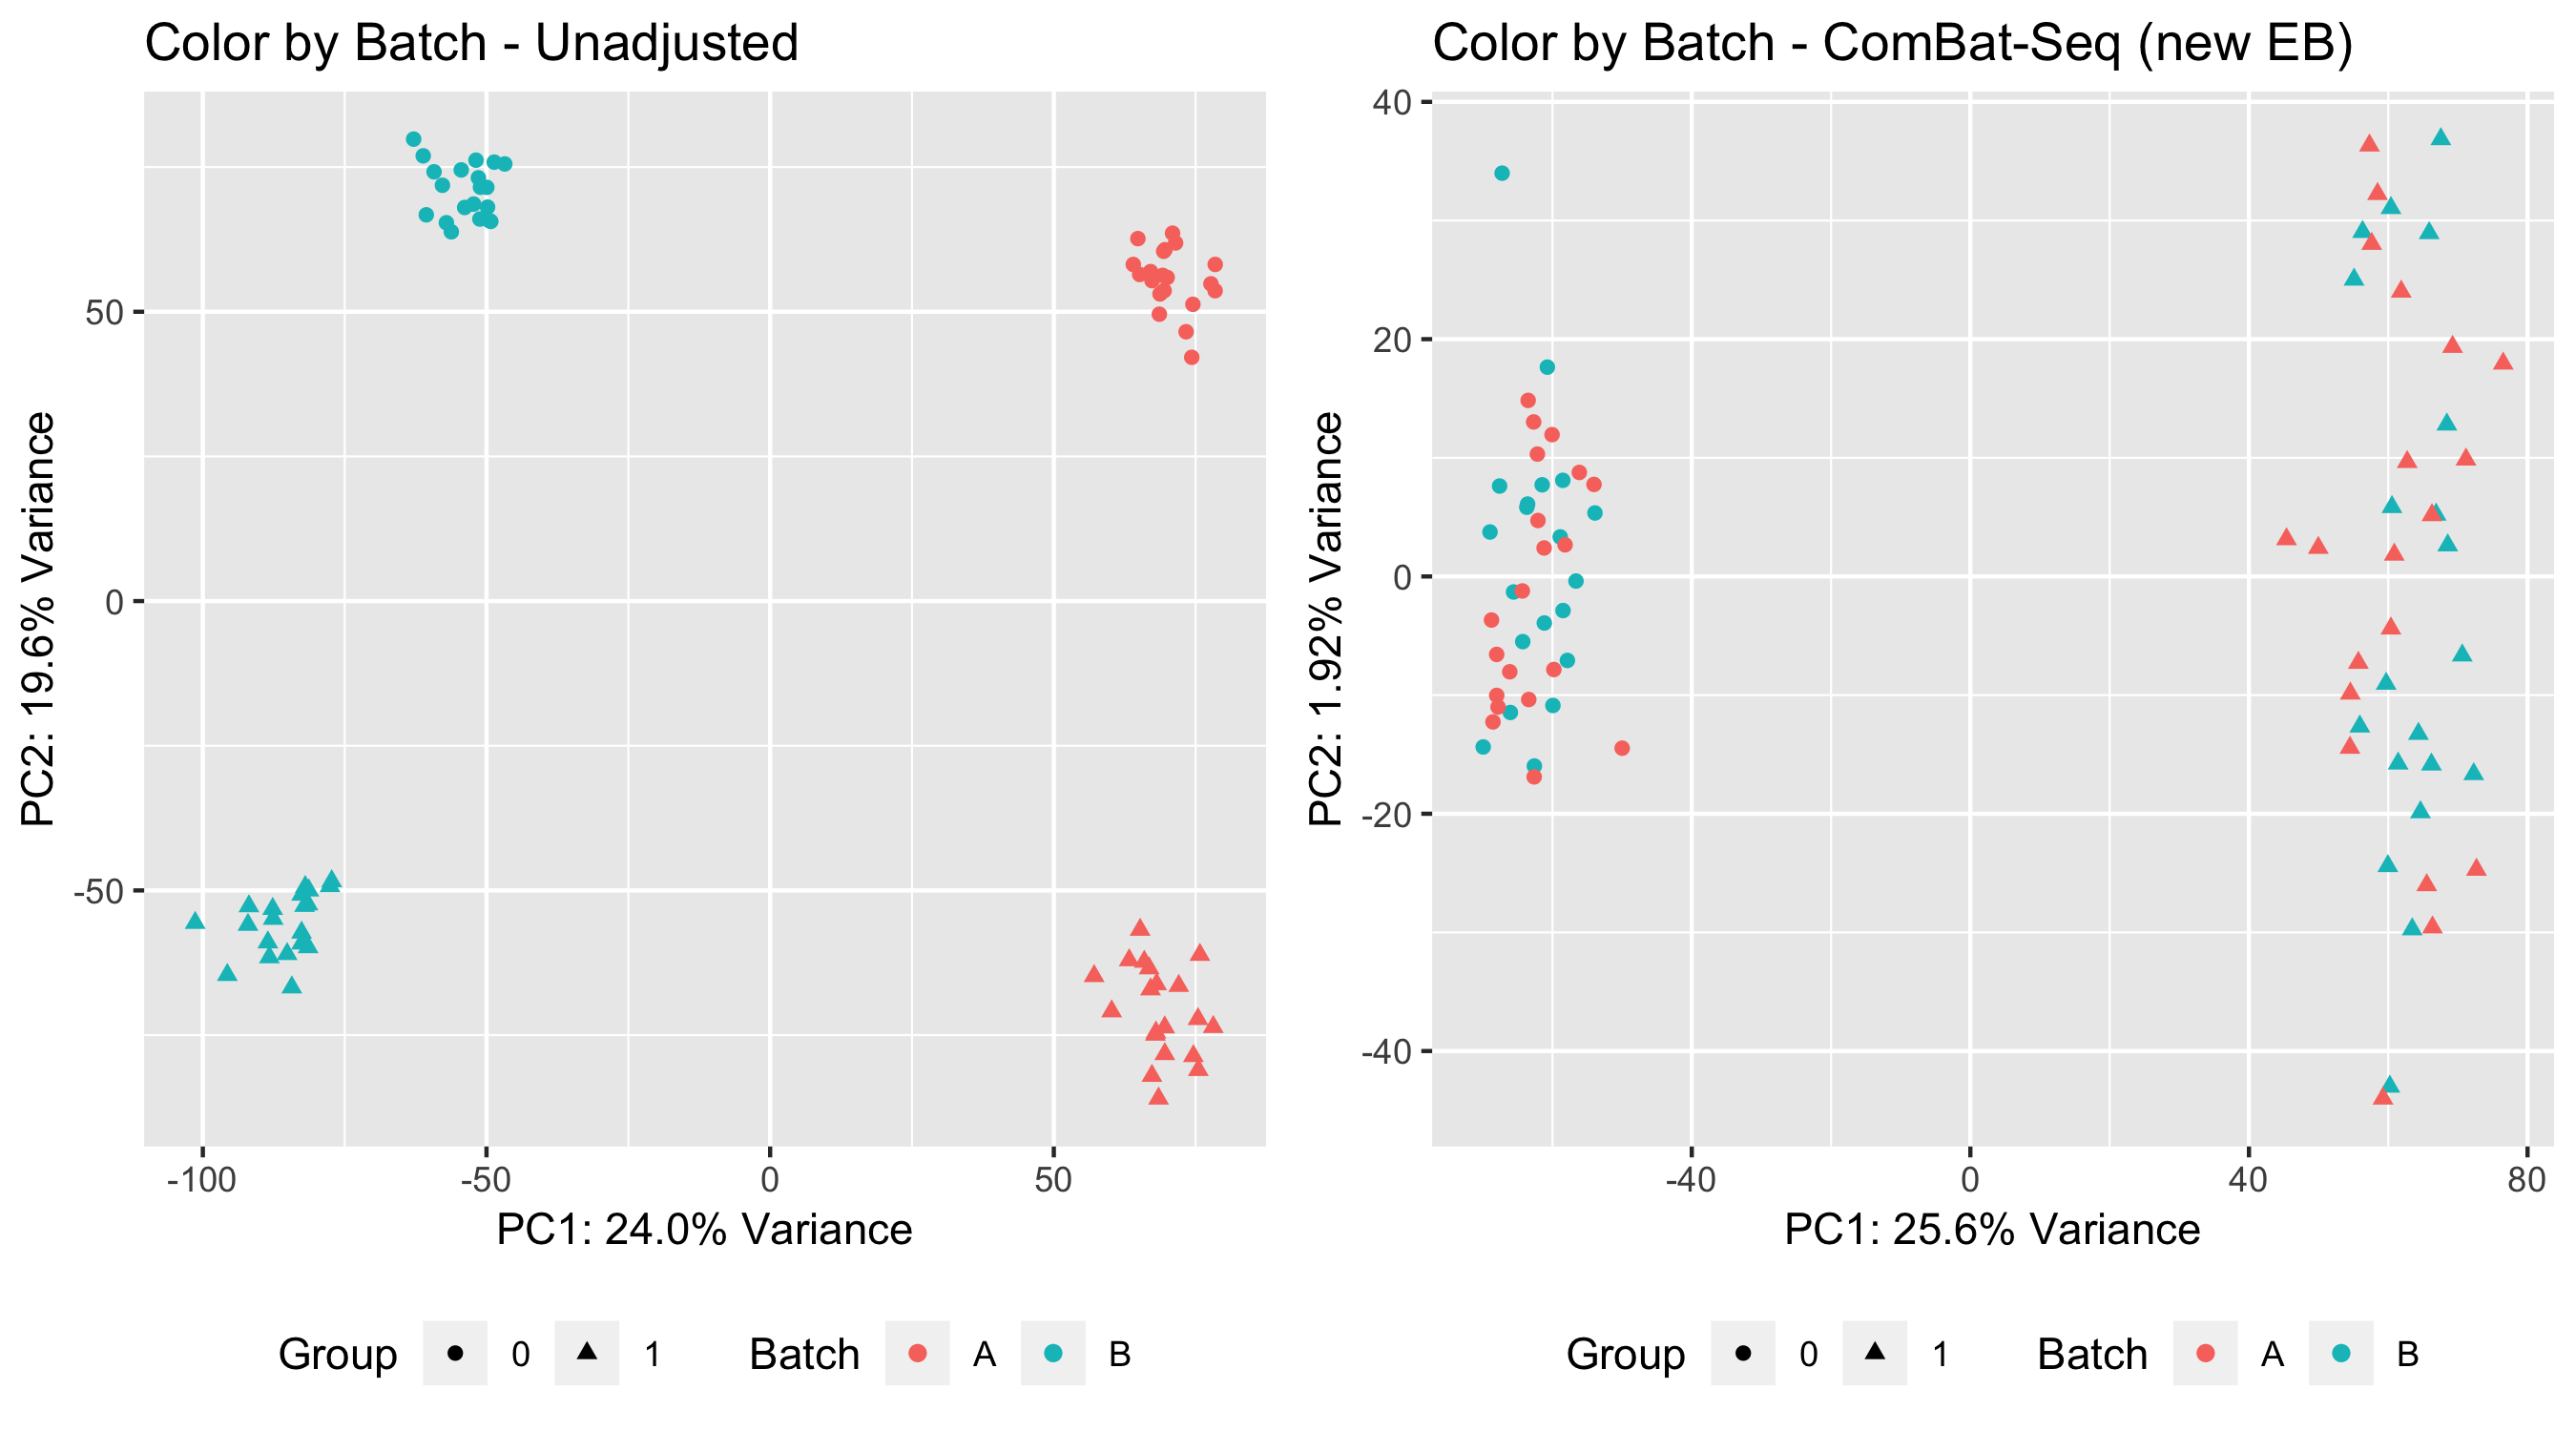 Color by Batch - Unadjusted
PC2: 19.6% Variance
50
0
-50
-100 -50 0 50
PC1: 24.0% Variance
Group 0 1 Batch A B
Color by Batch - ComBat-Seq (new EB)
PC2: 1.92% Variance
40
20
0
-20
-40
-40 0 40 80
PC1: 25.6% Variance
Group 0 1 Batch A B